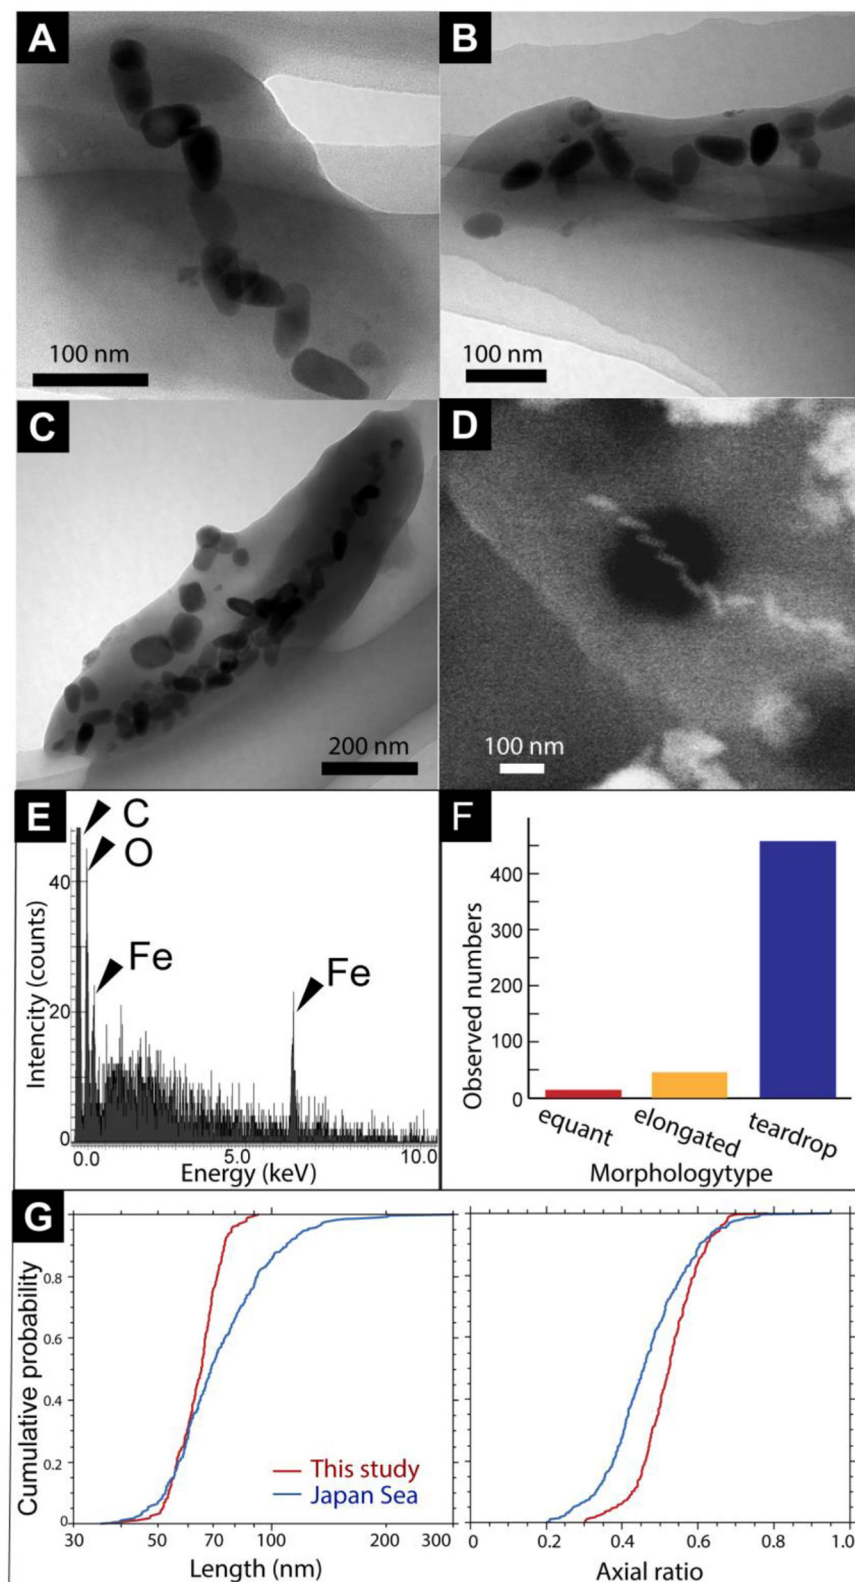 A
100 nm
B
100 nm
C
200 nm
D
100 nm
E
C
O
Fe
Fe
40
20
0
Intencity (counts)
0.0
5.0
10.0
Energy (keV)
F
400
300
200
100
0
Observed numbers
equant
elongated
teardrop
Morphologytype
G
0.8
0.6
0.4
0.2
0
Cumulative probability
This study
Japan Sea
30
50
70
100
200
300
Length (nm)
0
0.2
0.4
0.6
0.8
1.0
Axial ratio